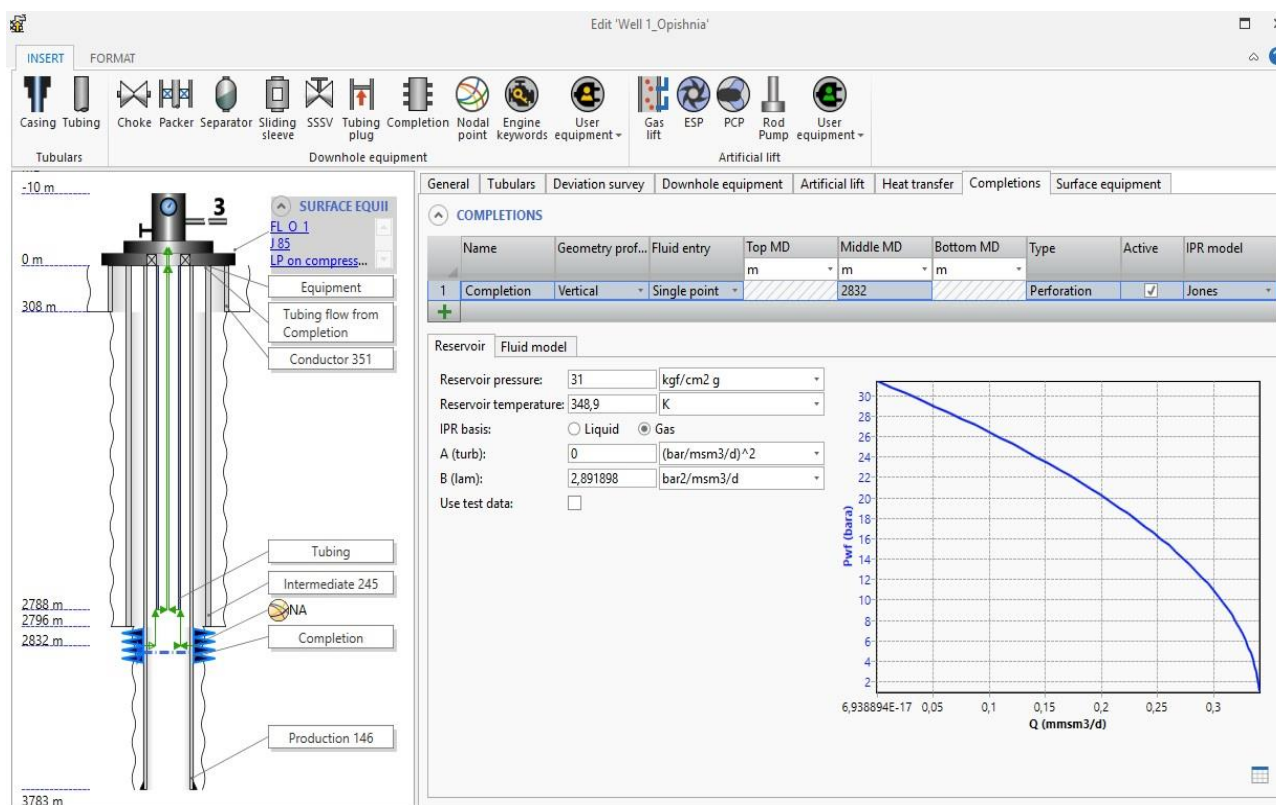 Edit 'Well 1_Opishnia'
INSERT FORMAT
Casing Tubing Choke Packer Separator Sliding sleeve SSSV Tubing plug Completion Nodal point Engine keywords User equipment Gas lift ESP PCP Rod Pump User equipment
Tubulars Downhole equipment Artificial lift
-10 m
3
SURFACE EQUII
FL_O_1
J 85
LP on compress...
0 m
Equipment
308 m
Tubing flow from
Completion
Conductor 351
Tubing
Intermediate 245
2788 m
NA
2796 m
2832 m
Completion
Production 146
3783 m
General Tubulars Deviation survey Downhole equipment Artificial lift Heat transfer Completions Surface equipment
COMPLETIONS
Name Geometry prof... Fluid entry Top MD Middle MD Bottom MD Type Active IPR model
m m m
1 Completion Vertical Single point 2832 Perforation Jones
Reservoir Fluid model
Reservoir pressure: 31 kgf/cm2 g
Reservoir temperature: 348,9 K
IPR basis: Liquid Gas
A (turb): 0 (bar/msm3/d)^2
B (lam): 2,891898 bar2/msm3/d
Use test data:
Pwf (bara)
30
28
26
24
22
20
18
16
14
12
10
8
6
4
2
6,938894E-17 0,05 0,1 0,15 0,2 0,25 0,3
Q (mmsm3/d)